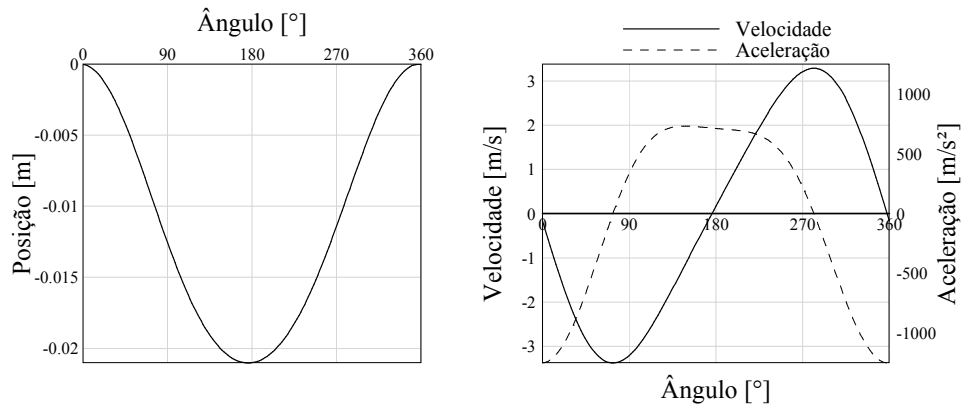 Ângulo [°]
0 90 180 270 360
0
-0.005
-0.01
-0.015
-0.02
Posição [m]
Velocidade
Aceleração
3
2
1
0
-1
-2
-3
Velocidade [m/s]
0 90 180 270 360
1000
500
0
-500
-1000
Aceleração [m/s²]
Ângulo [°]